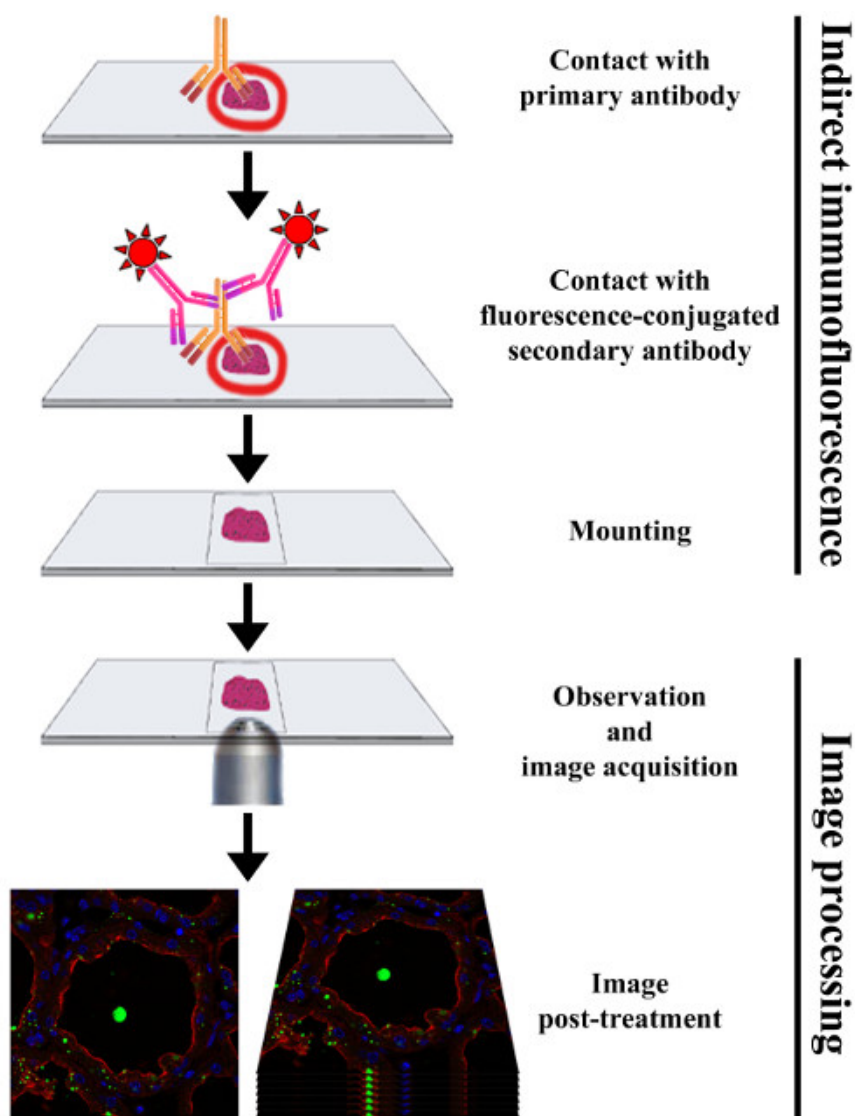 Contact with
primary antibody
Contact with
fluorescence-conjugated
secondary antibody
Mounting
Indirect immunofluorescence
Observation
and
image acquisition
Image
post-treatment
Image processing